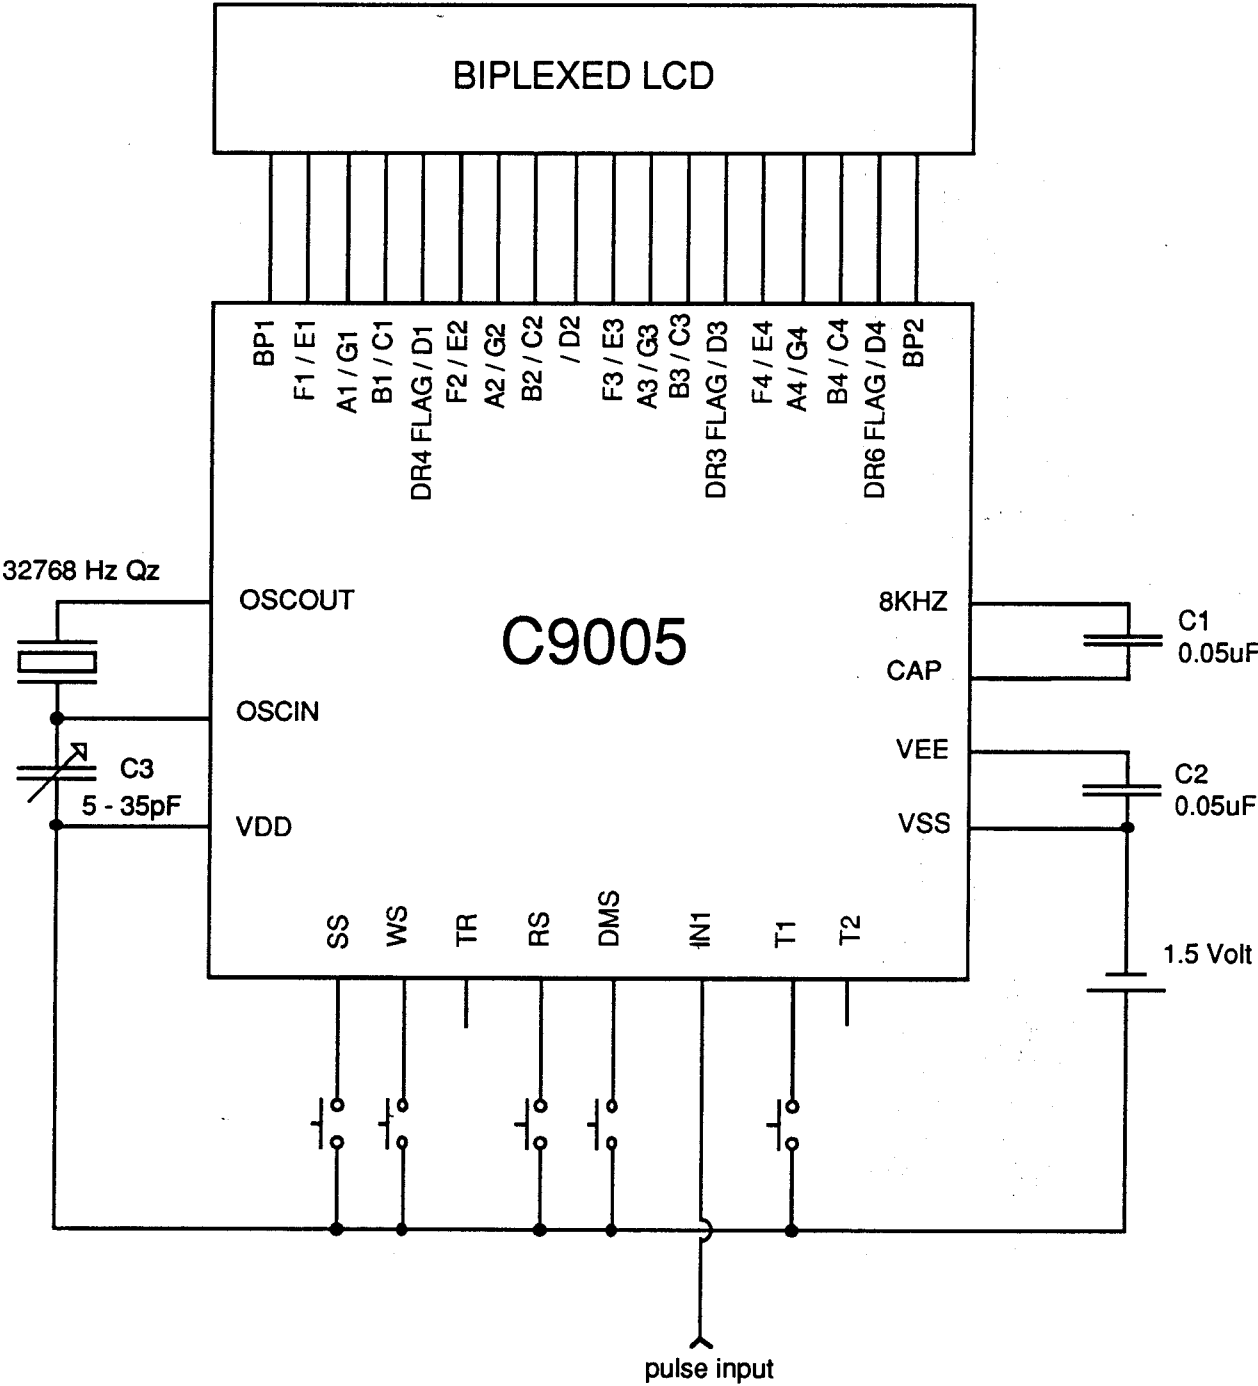 BIPLEXED LCD
BP1
F1 / E1
A1 / G1
B1 / C1
DR4 FLAG / D1
F2 / E2
A2 / G2
B2 / C2
/ D2
F3 / E3
A3 / G3
B3 / C3
DR3 FLAG / D3
F4 / E4
A4 / G4
B4 / C4
DR6 FLAG / D4
BP2
32768 Hz Qz
OSCOUT
C9005
8KHZ
C1
0.05uF
CAP
OSCIN
VEE
C3
5 - 35pF
C2
0.05uF
VDD
VSS
SS
WS
TR
RS
DMS
IN1
T1
T2
1.5 Volt
pulse input